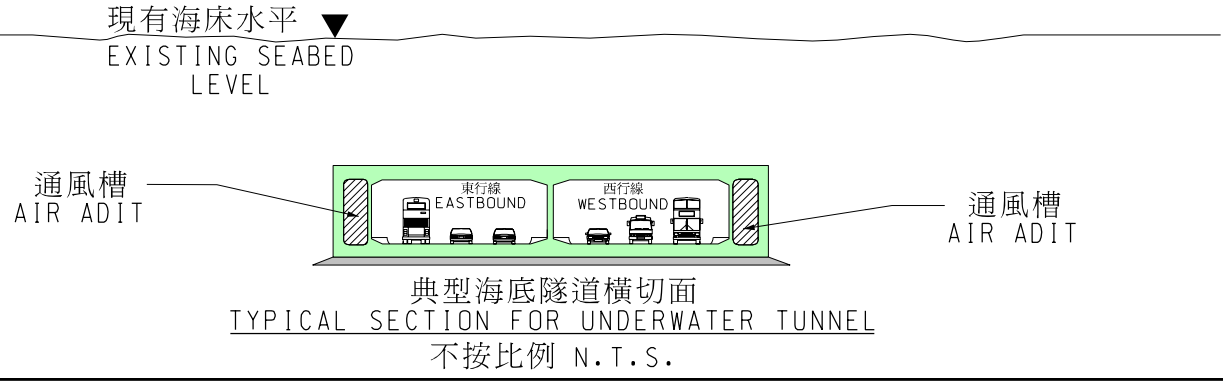 現有海床水平
EXISTING SEABED
LEVEL
通風槽
AIR ADIT
東行線
EASTBOUND
西行線
WESTBOUND
通風槽
AIR ADIT
典型海底隧道橫切面
TYPICAL SECTION FOR UNDERWATER TUNNEL
不按比例 N.T.S.